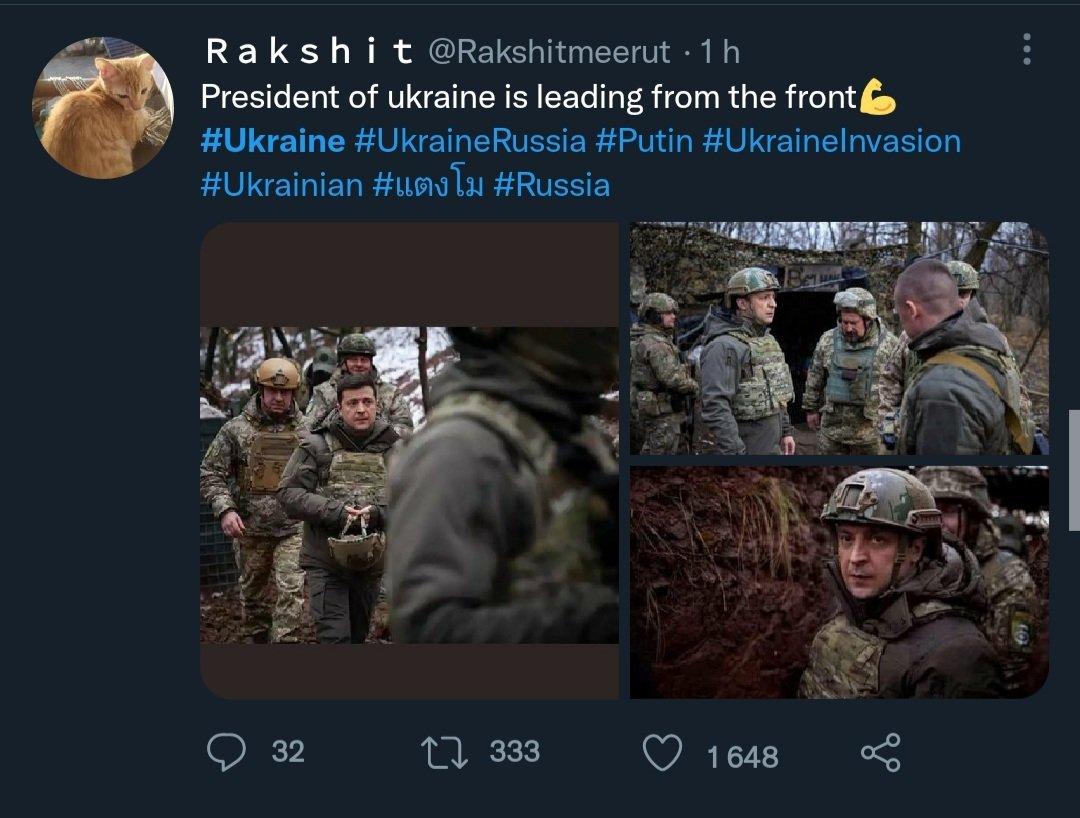 Rakshit @Rakshitmeerut · 1 h
President of ukraine is leading from the front💪
#Ukraine #UkraineRussia #Putin #UkraineInvasion
#Ukrainian #แตงโม #Russia
32 333 1 648